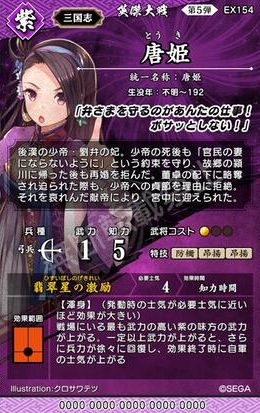 紫
三国志
英傑大戦
第5弾
EX154
とうき
唐姫
統一名称：唐姫
生没年：不明〜192
「弁さまを守るのがあんたの仕事！
ボサッとしない！」
後漢の少帝・劉弁の妃。少帝の死後も「官民の妻
にならないように」という約束を守り、故郷の潁
川に帰った後も再婚を拒んだ。董卓の配下に略奪
され迫られた際も、少帝への貞節を理由に拒絶。
それを哀れんだ献帝により、宮中に迎えられた。
兵種
武力
知力
武将コスト
弓兵
1
5
特技
防柵
昂揚
昂揚
ひすいぼしのげきれい
翡翠星の激励
必要士気
4
効果時間
知力時間
効果範囲
【渾身】（発動時の士気が必要士気に近い
ほど効果が大きい）
戦場にいる最も武力の高い紫の味方の武力
が上がる。一定以上武力が上がると、さら
に兵力が徐々に回復し、効果終了時に自軍
の士気が上がる
Illustration:クロサワテツ
©SEGA
0000 0000 0000 0000 0000